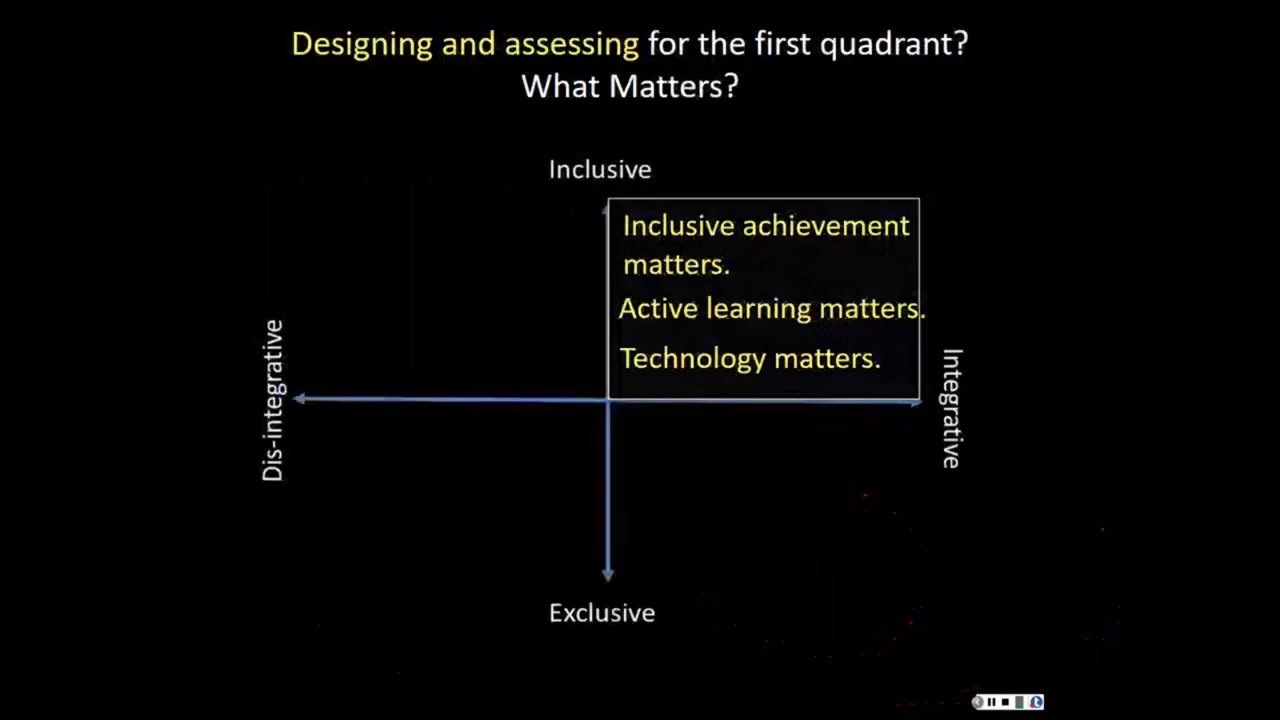 Designing and assessing for the first quadrant?
What Matters?
Inclusive
Inclusive achievement
matters.
Active learning matters.
Technology matters.
Dis-integrative
Integrative
Exclusive